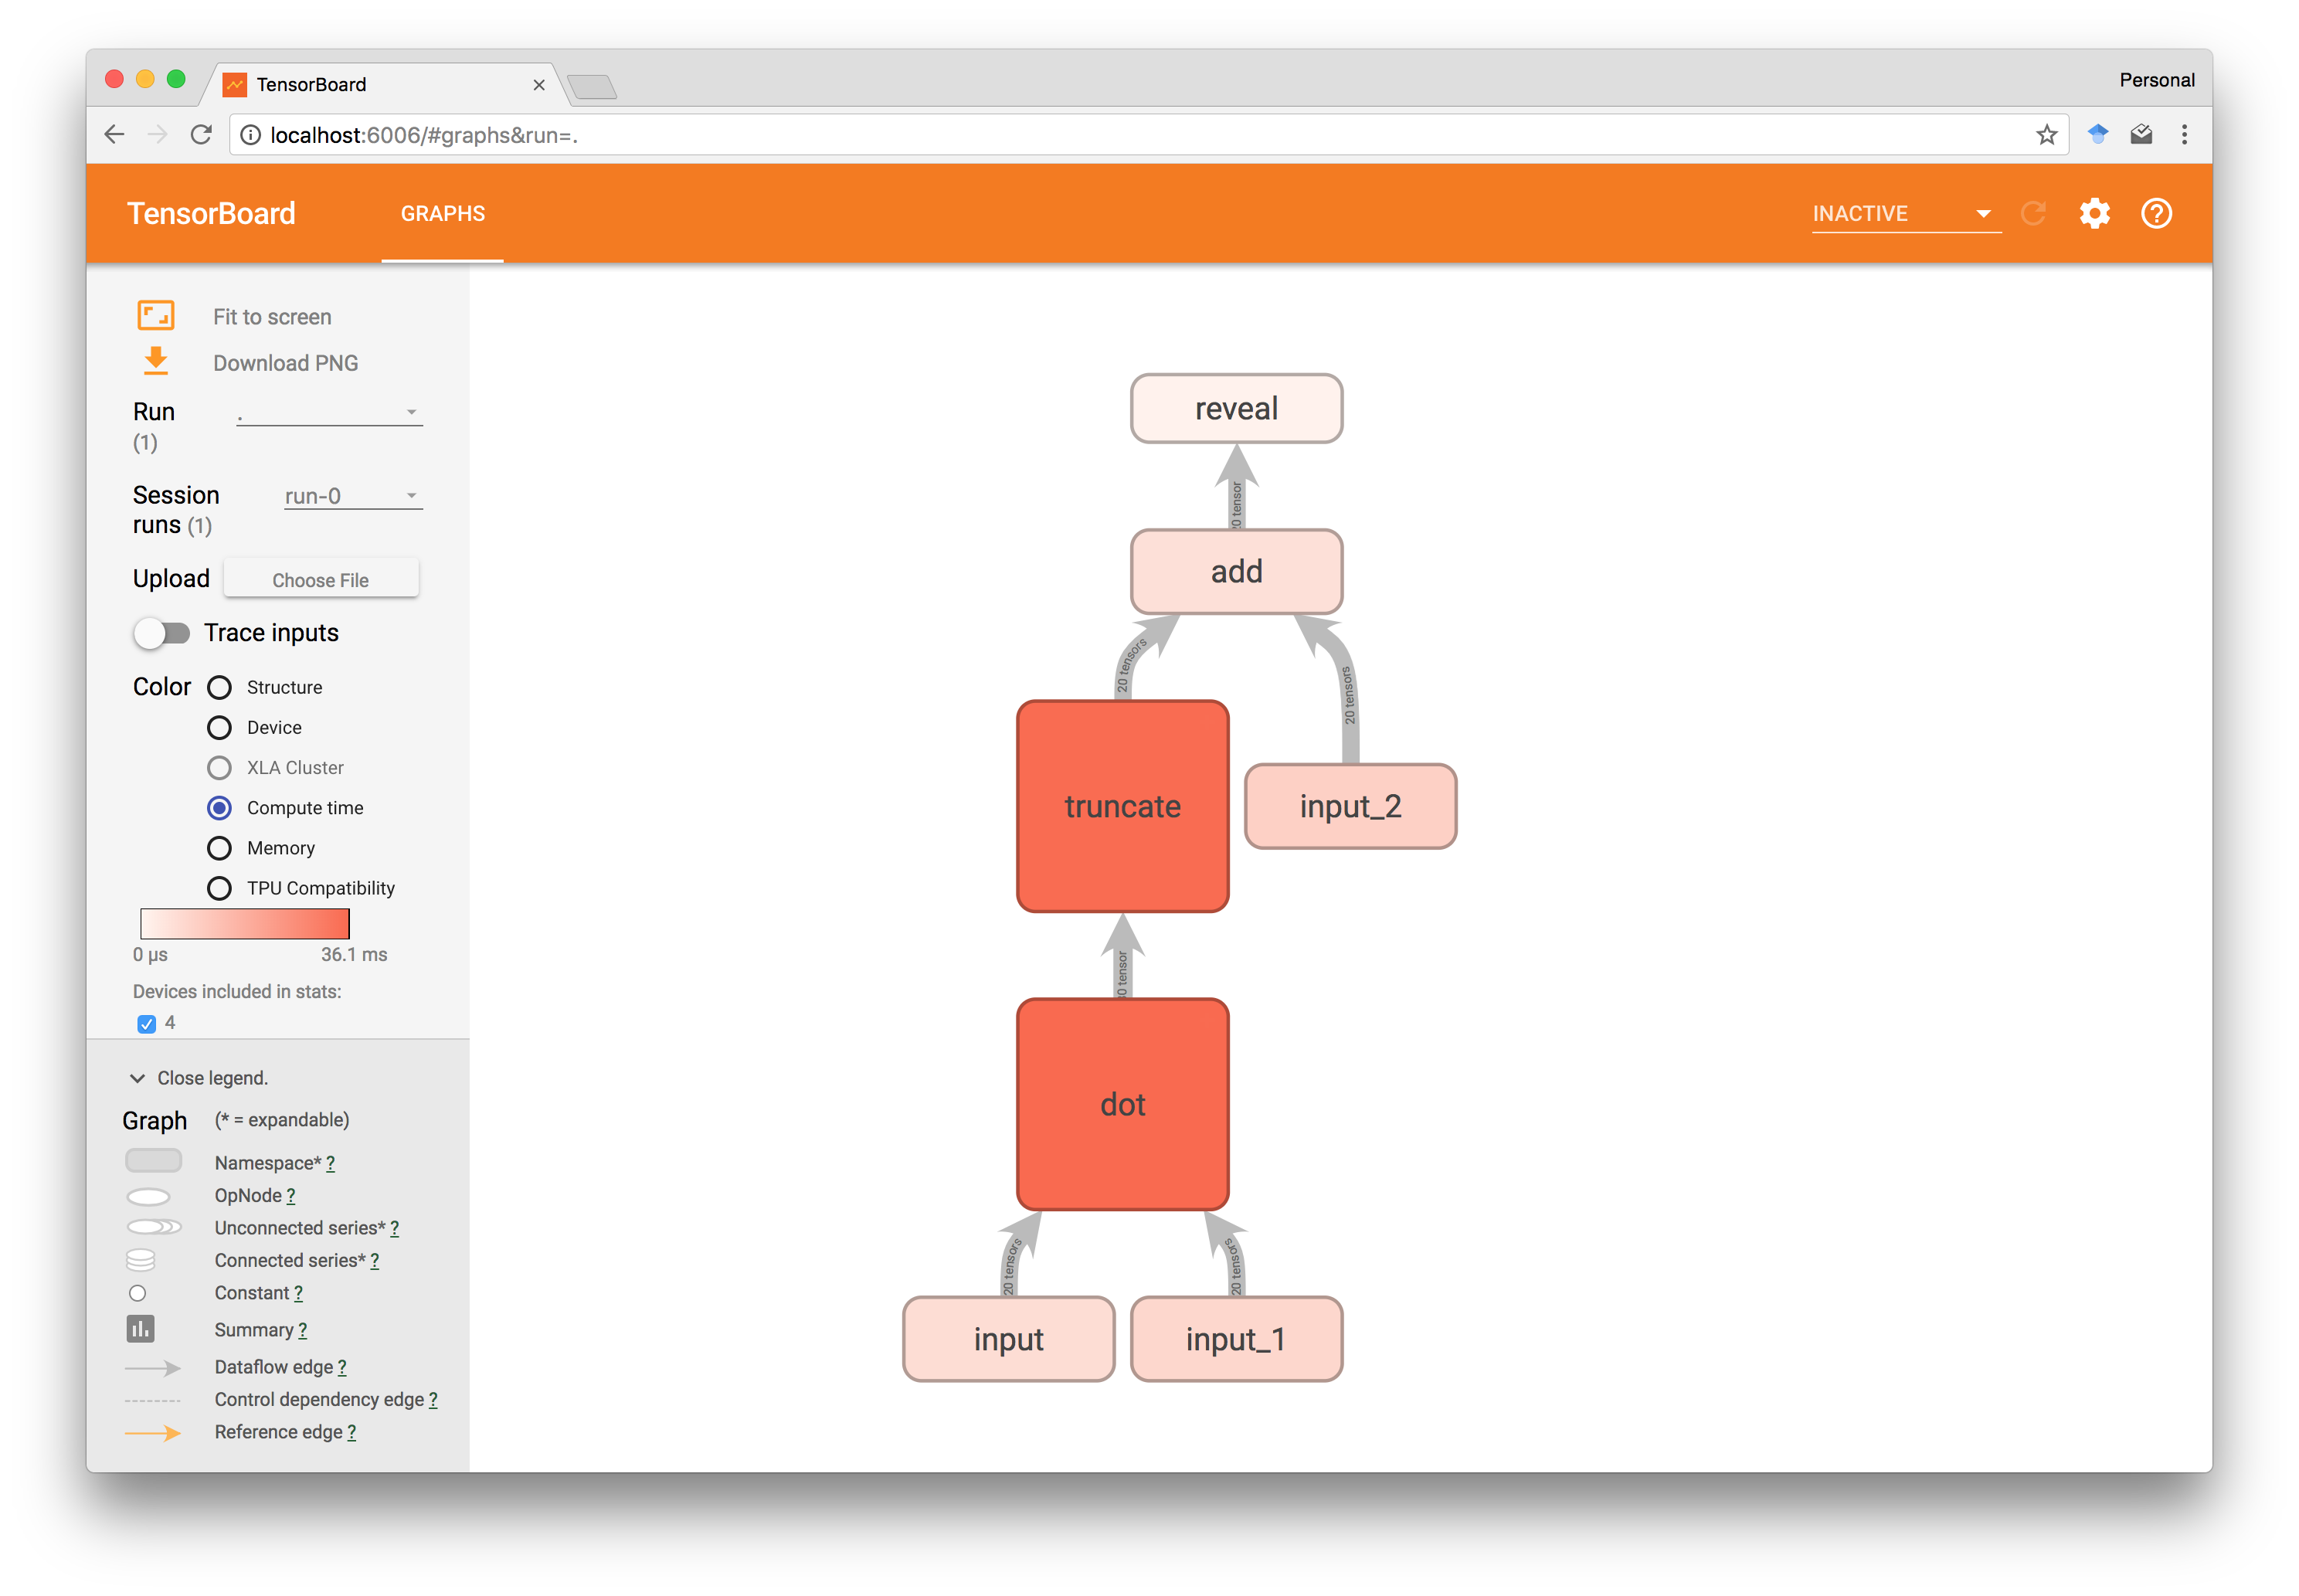 TensorBoard
Personal
localhost:6006/#graphs&run=.
TensorBoard
GRAPHS
INACTIVE
Fit to screen
Download PNG
Run
.
(1)
Session
runs (1)
run-0
Upload
Choose File
Trace inputs
Color
Structure
Device
XLA Cluster
Compute time
Memory
TPU Compatibility
0 µs
36.1 ms
Devices included in stats:
4
Close legend.
Graph
(* = expandable)
Namespace* ?
OpNode ?
Unconnected series* ?
Connected series* ?
Constant ?
Summary ?
Dataflow edge ?
Control dependency edge ?
Reference edge ?
reveal
tensor
add
20 tensors
20 tensors
truncate
input_2
tensor
dot
20 tensors
20 tensors
input
input_1